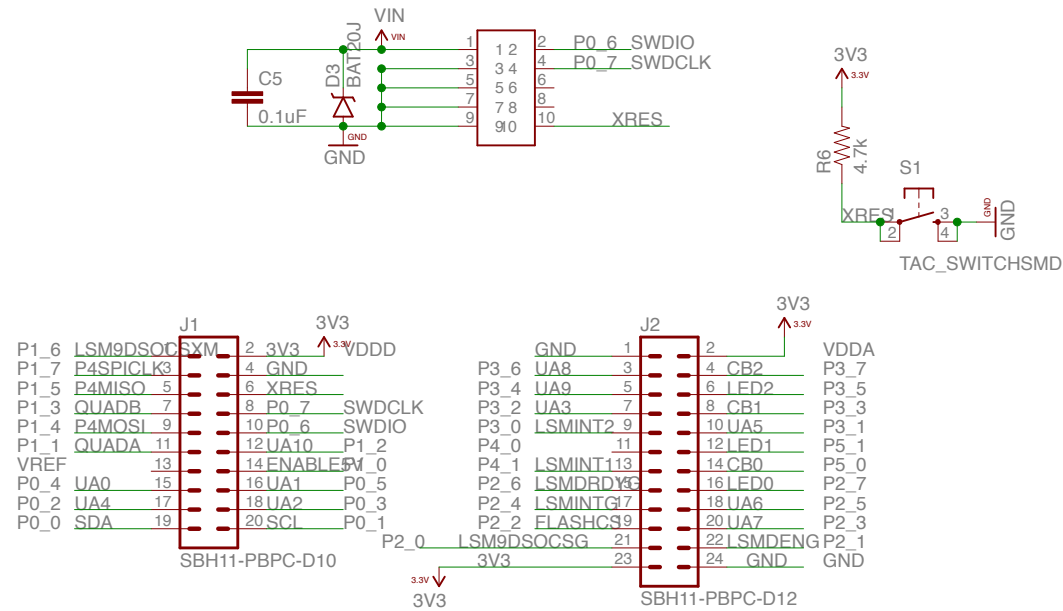 VIN
VIN
1 1 2 2 P0_6 SWDIO
3 3 4 4 P0_7 SWDCLK
5 5 6 6
7 7 8 8
9 9 10 10 XRES
C5
0.1uF
D3
BAT20J
GND
GND
3V3
3.3V
R6
4.7k
S1
XRES 1 3
2 4
GND
GND
TAC_SWITCHSMD
J1
3V3
3.3V
P1_6 LSM9DSOCSXM 1 2 3V3 VDDD
P1_7 P4SPICLK 3 4 GND
P1_5 P4MISO 5 6 XRES
P1_3 QUADB 7 8 P0_7 SWDCLK
P1_4 P4MOSI 9 10 P0_6 SWDIO
P1_1 QUADA 11 12 UA10 P1_2
VREF 13 14 ENABLE5V P1_0
P0_4 UA0 15 16 UA1 P0_5
P0_2 UA4 17 18 UA2 P0_3
P0_0 SDA 19 20 SCL P0_1
SBH11-PBPC-D10
J2
3V3
3.3V
GND 1 2 VDDA
P3_6 UA8 3 4 CB2 P3_7
P3_4 UA9 5 6 LED2 P3_5
P3_2 UA3 7 8 CB1 P3_3
P3_0 LSMINT2 9 10 UA5 P3_1
P4_0 11 12 LED1 P5_1
P4_1 LSMINT1 13 14 CB0 P5_0
P2_6 LSMDRDYG 15 16 LED0 P2_7
P2_4 LSMINTG 17 18 UA6 P2_5
P2_2 FLASHCS 19 20 UA7 P2_3
P2_0 LSM9DSOCSG 21 22 LSMDENG P2_1
3V3 23 24 GND GND
3.3V
3V3
SBH11-PBPC-D12